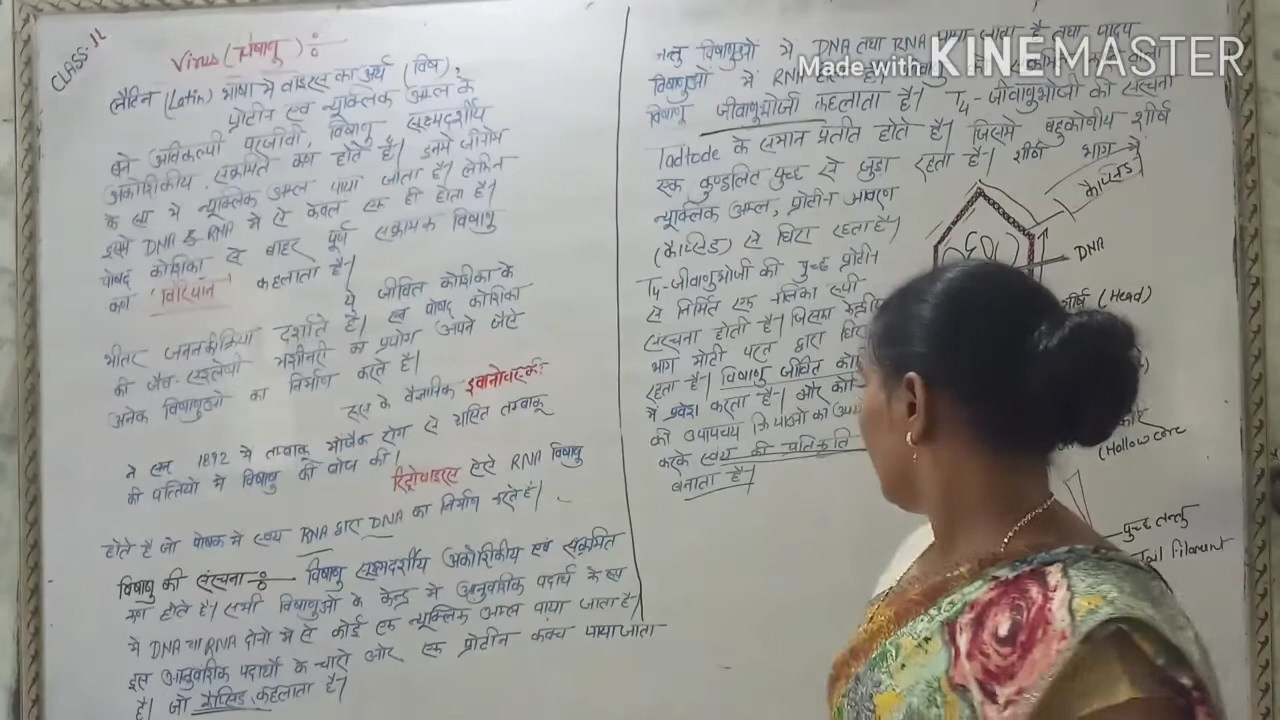 CLASS-11
Virus (विषाणु) :-
लैटिन (Latin) भाषा में वाइरस का अर्थ (विष),
प्रोटीन एवं न्यूक्लिक अम्ल के
बने अविकल्पी परजीवी, विषाणु सूक्ष्मदर्शीय
अकोशिकीय संक्रमित कण होते हैं। इनमें जीनोम
के रूप में न्यूक्लिक अम्ल पाया जाता है। लेकिन
इसमें DNA & RNA में से केवल एक ही होता है।
पोषद कोशिका से बाहर पूर्ण संक्रामक विषाणु
कण 'विरियॉन' कहलाता है।
ये जीवित कोशिका के
भीतर जनन की क्रिया दर्शाते हैं। एवं पोषद कोशिका
की जैव-संश्लेषी मशीनरी का प्रयोग अपने जैसे
अनेक विषाणुओं का निर्माण करते हैं।
रूस के वैज्ञानिक इवानोवस्की
ने सन् 1892 में तम्बाकू मोजेक रोग से ग्रसित तम्बाकू
की पत्तियों में विषाणु की खोज की।
रिट्रोवाइरस ऐसे RNA विषाणु
होते हैं जो पोषक में स्वयं RNA द्वारा DNA का निर्माण करते हैं।
विषाणु की संरचना :- विषाणु सूक्ष्मदर्शीय अकोशिकीय एवं संक्रमित
कण होते हैं। सभी विषाणुओं के केन्द्र में आनुवंशिक पदार्थ के रूप
में DNA या RNA दोनों में से कोई एक न्यूक्लिक अम्ल पाया जाता है।
इस आनुवंशिक पदार्थों के चारों ओर एक प्रोटीन कवच पाया जाता
है। जो कैप्सिड कहलाता है।
जन्तु विषाणुओं में DNA तथा RNA पाया जाता है तथा पादप
विषाणुओं में RNA
विषाणु जीवाणुभोजी कहलाता है। T4-जीवाणुभोजी की संरचना
Tadtode के समान प्रतीत होते हैं। जिसमें बहुकोणीय शीर्ष
एक कुण्डलित पुच्छ से जुड़ा रहता है। शीर्ष भाग
न्यूक्लिक अम्ल, प्रोटीन आवरण
(कैप्सिड) से घिरा रहता है।
T4-जीवाणुभोजी की पुच्छ प्रोटीन
से निर्मित एक नलिका रूपी
संरचना होती है। जिसका केन्द्रीय
भाग मोटी परत द्वारा घिरा
रहता है। विषाणु जीवित
में प्रवेश करता है। और
की उपापचय क्रियाओं का
करके स्वयं की प्रतिकृति
बनाता है।
कैप्सिड
DNA
शीर्ष (Head)
(Hollow core
पुच्छ तन्तु
Tail filament
Made with KINEMASTER